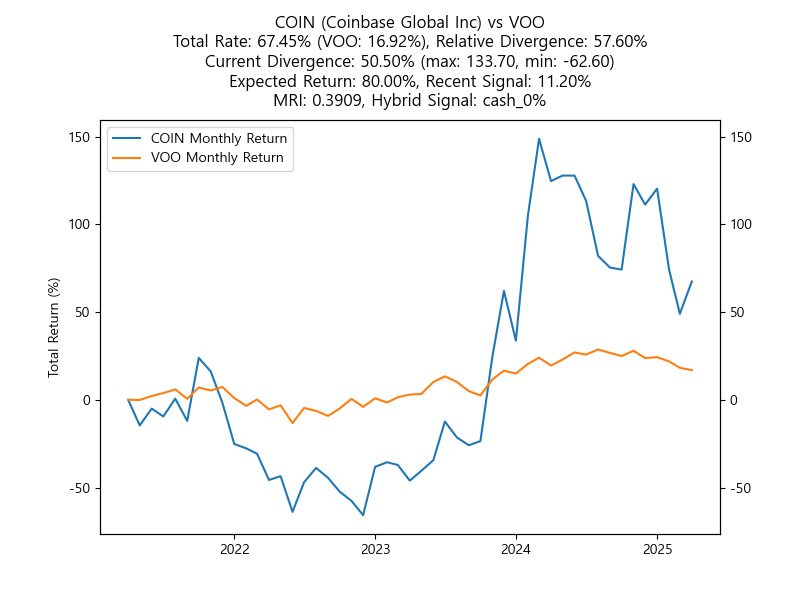 COIN (Coinbase Global Inc) vs VOO
Total Rate: 67.45% (VOO: 16.92%), Relative Divergence: 57.60%
Current Divergence: 50.50% (max: 133.70, min: -62.60)
Expected Return: 80.00%, Recent Signal: 11.20%
MRI: 0.3909, Hybrid Signal: cash_0%
COIN Monthly Return
VOO Monthly Return
Total Return (%)
150
100
50
0
-50
150
100
50
0
-50
2022
2023
2024
2025